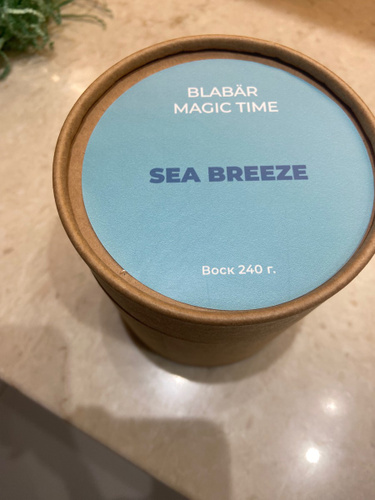 BLABÄR
MAGIC TIME
SEA BREEZE
Воск 240 г.